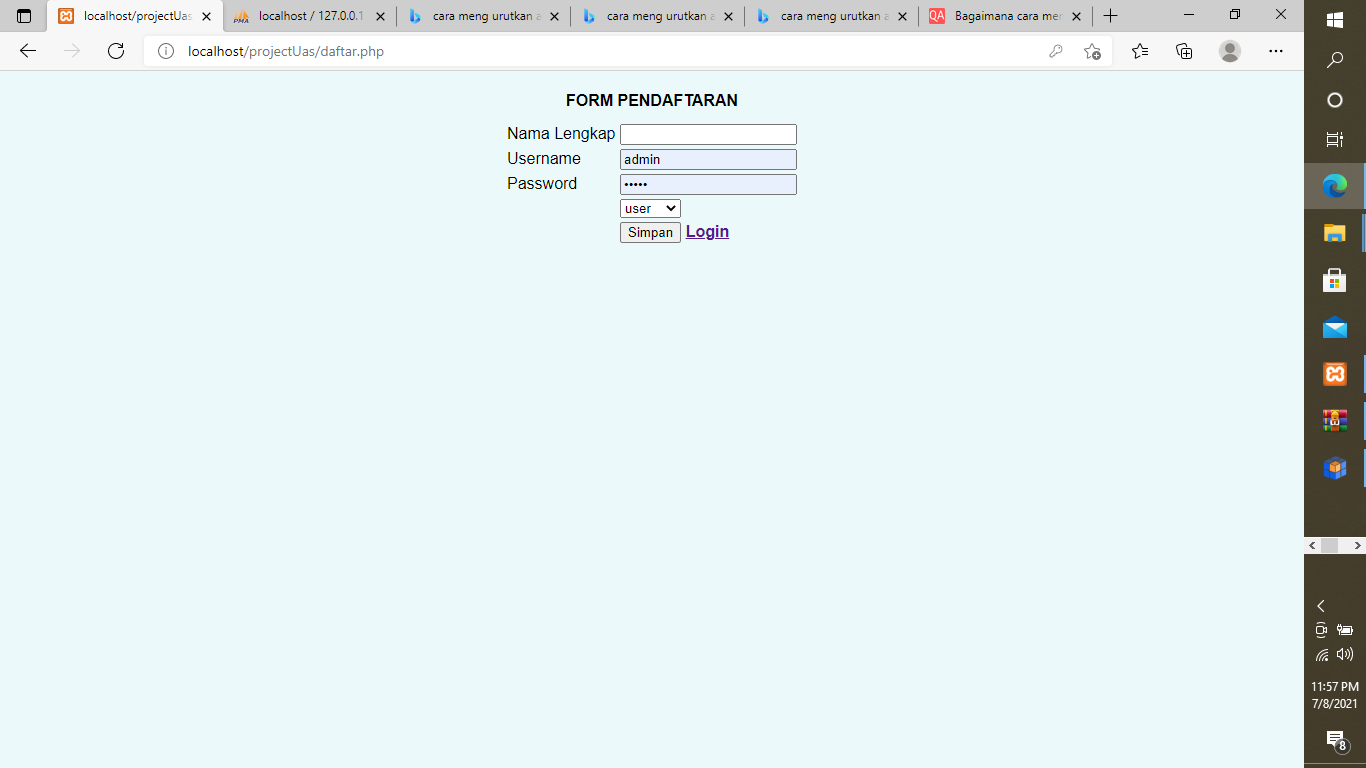 localhost/projectUas
localhost / 127.0.0.1
cara meng urutkan a
cara meng urutkan a
cara meng urutkan a
QA Bagaimana cara mer
localhost/projectUas/daftar.php
FORM PENDAFTARAN
Nama Lengkap
Username admin
Password •••••
user
Simpan Login
11:57 PM
7/8/2021
8